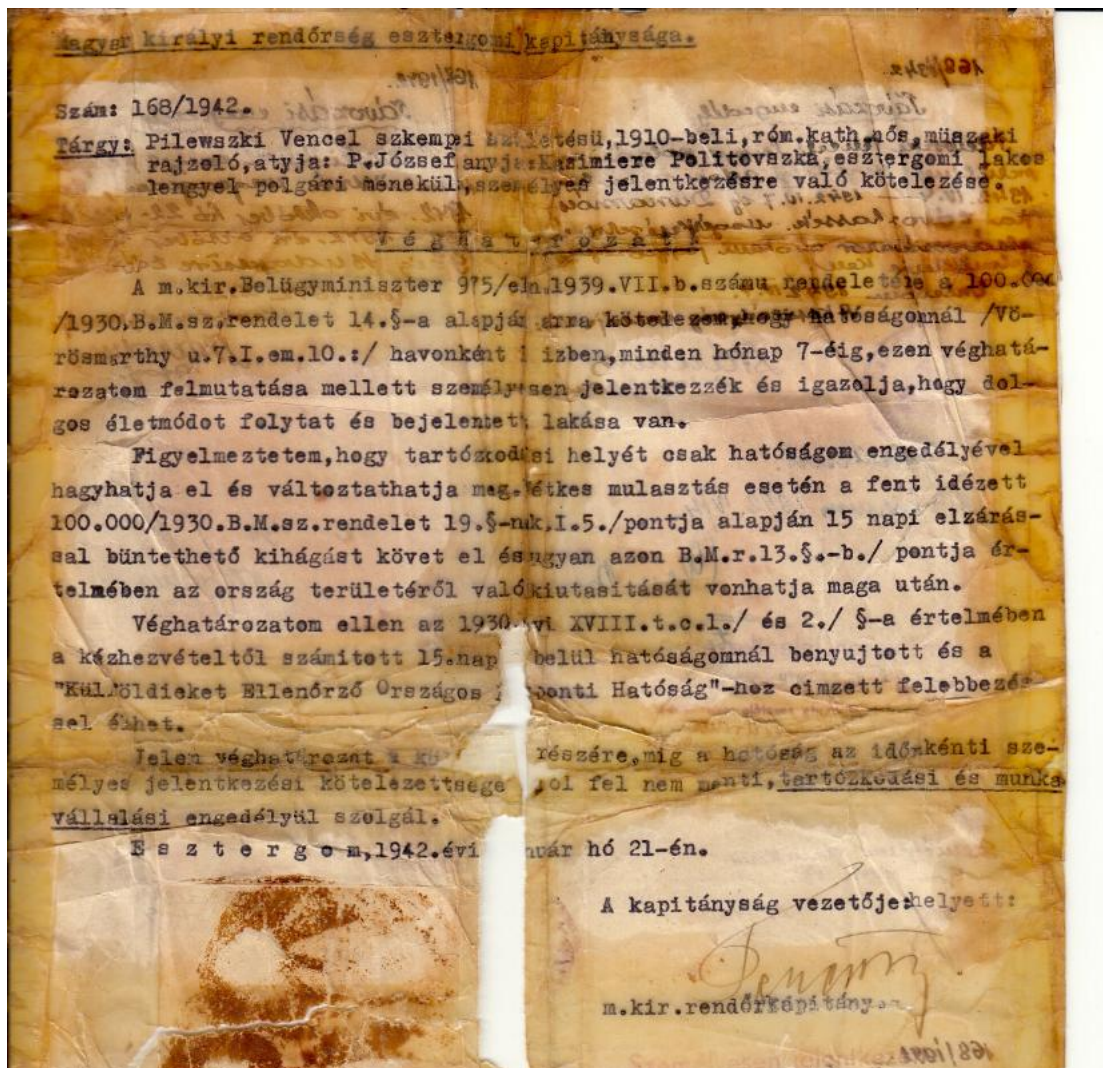 Magyar királyi rendőrség esztergomi kapitánysága.
Szám: 168/1942.
Tárgy: Pilewszki Vencel szkempi születésü,1910-beli,róm.kath.nős,müszaki
rajzoló,atyja: P.József anyja:Kasimiere Politovszka,esztergomi lakos
lengyel polgári menekül,személyes jelentkezésre való kötelezése.
V é g h a t á r o z a t
A m.kir.Belügyminiszter 975/eln.1939.VII.b.számu rendeletére a 100.000
/1930.B.M.sz.rendelet 14.§-a alapján arra kötelezem,hogy hatóságomnál /Vö-
rösmarthy u.7.I.em.10.:/ havonként 1 izben,minden hónap 7-éig,ezen véghatá-
rozatom felmutatása mellett személyesen jelentkezzék és igazolja,hogy dol-
gos életmódot folytat és bejelentett lakása van.
Figyelmeztetem,hogy tartózkodási helyét csak hatóságom engedélyével
hagyhatja el és változtathatja meg.Vétkes mulasztás esetén a fent idézett
100.000/1930.B.M.sz.rendelet 19.§-nak,I.5./pontja alapján 15 napi elzárás-
sal büntethető kihágást követ el és ugyan azon B.M.r.13.§.-b./ pontja ér-
telmében az ország területéről való kiutasitását vonhatja maga után.
Véghatározatom ellen az 1930.évi XVIII.t.c.1./ és 2./ §-a értelmében
a kézhezvételtől számitott 15.nap belül hatóságomnál benyujtott és a
"Külföldieket Ellenőrző Országos Hatóság"-hoz cimzett felebbezés-
sel élhet.
Jelen véghatározat a részére,mig a hatóság az időnkénti sze-
mélyes jelentkezési kötelezettsége fel nem menti,tartózkodási és munka
vállalási engedélyül szolgál.
E s z t e r g o m,1942.évi hó 21-én.
A kapitányság vezetője:helyett:
m.kir.rendőrkapitány.
168/1942